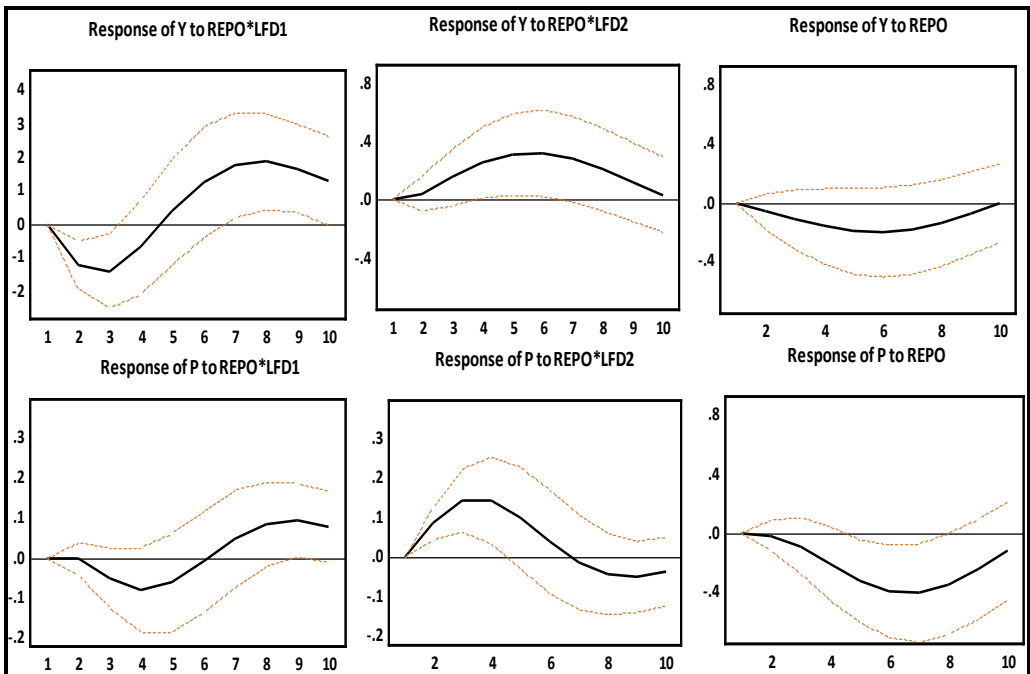 Response of Y to REPO*LFD1
4
3
2
1
0
-1
-2
1 2 3 4 5 6 7 8 9 10
Response of Y to REPO*LFD2
.8
.4
.0
-.4
1 2 3 4 5 6 7 8 9 10
Response of Y to REPO
.8
.4
.0
-.4
2 4 6 8 10
Response of P to REPO*LFD1
.3
.2
.1
.0
-.1
-.2
1 2 3 4 5 6 7 8 9 10
Response of P to REPO*LFD2
.3
.2
.1
.0
-.1
-.2
2 4 6 8 10
Response of P to REPO
.8
.4
.0
-.4
2 4 6 8 10